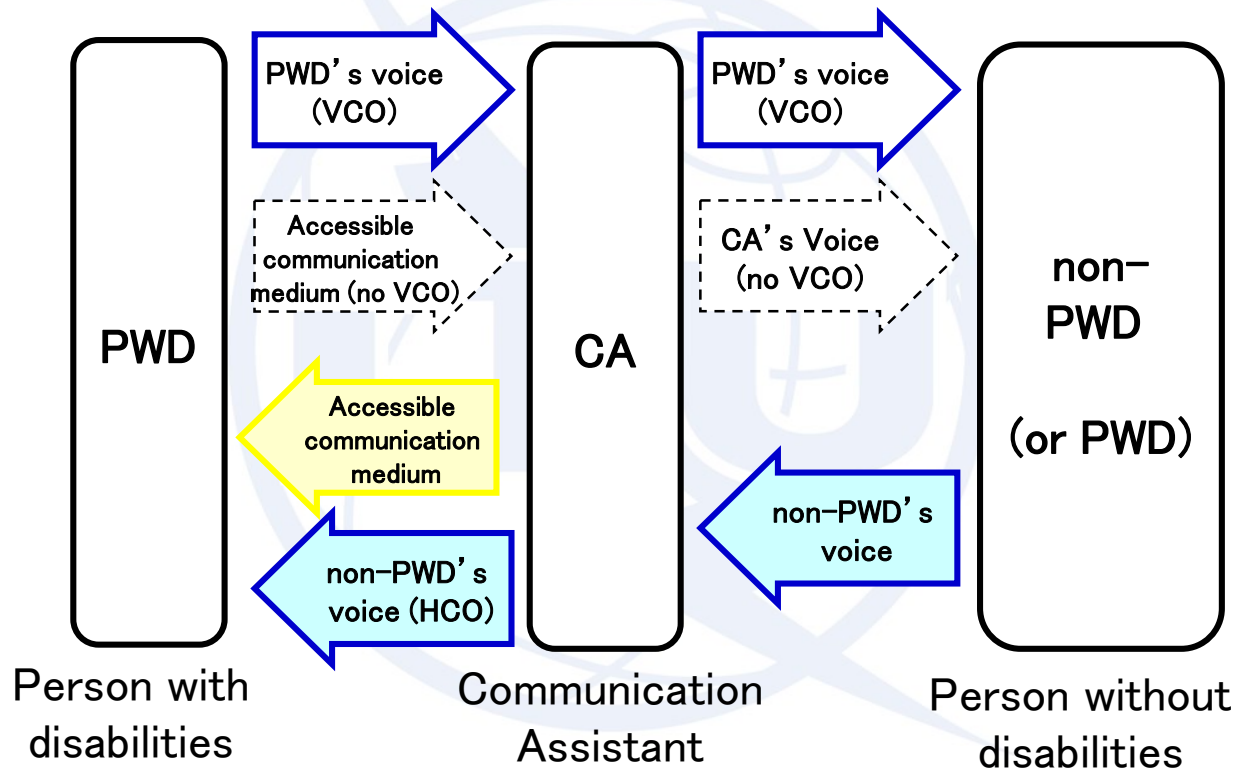 PWD’s voice
(VCO)
PWD’s voice
(VCO)
Accessible
communication
medium (no VCO)
CA’s Voice
(no VCO)
PWD
CA
non-
PWD
(or PWD)
Accessible
communication
medium
non-PWD’s
voice
non-PWD’s
voice (HCO)
Person with
disabilities
Communication
Assistant
Person without
disabilities
ITU